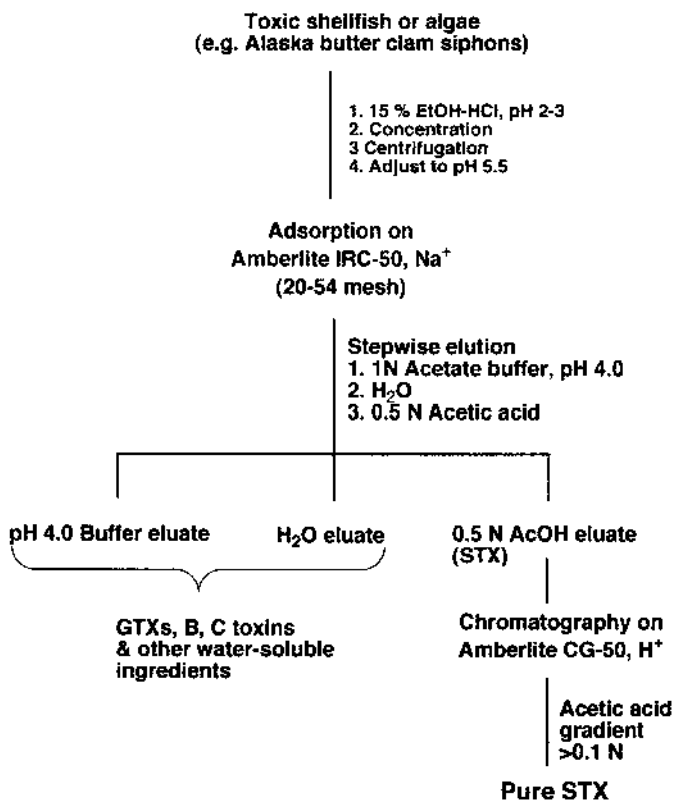 Toxic shellfish or algae
(e.g. Alaska butter clam siphons)
1. 15 % EtOH-HCl, pH 2-3
2. Concentration
3 Centrifugation
4. Adjust to pH 5.5
Adsorption on
Amberlite IRC-50, Na⁺
(20-54 mesh)
Stepwise elution
1. 1N Acetate buffer, pH 4.0
2. H₂O
3. 0.5 N Acetic acid
pH 4.0 Buffer eluate
H₂O eluate
0.5 N AcOH eluate
(STX)
GTXs, B, C toxins
& other water-soluble
ingredients
Chromatography on
Amberlite CG-50, H⁺
Acetic acid
gradient
>0.1 N
Pure STX